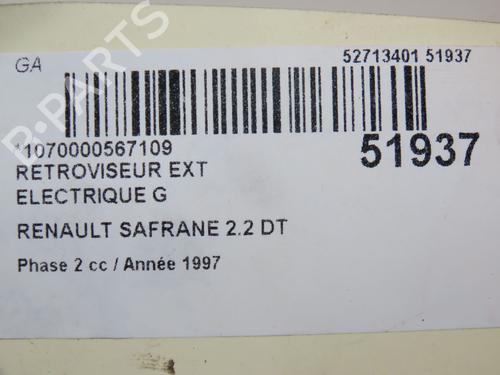 GA
52713401 51937
*1070000567109
51937
RETROVISEUR EXT
ELECTRIQUE G
RENAULT SAFRANE 2.2 DT
Phase 2 cc / Année 1997
B-PARTS